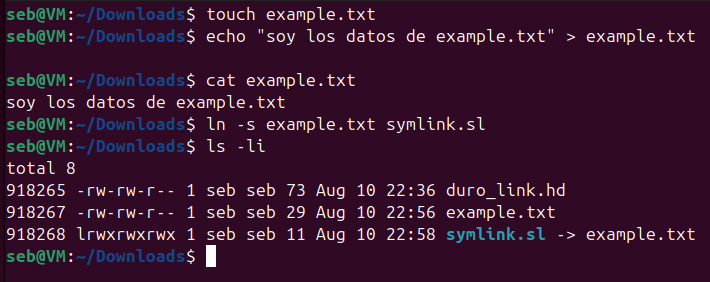 seb@VM:~/Downloads$ touch example.txt
seb@VM:~/Downloads$ echo "soy los datos de example.txt" > example.txt
seb@VM:~/Downloads$ cat example.txt
soy los datos de example.txt
seb@VM:~/Downloads$ ln -s example.txt symlink.sl
seb@VM:~/Downloads$ ls -li
total 8
918265 -rw-rw-r-- 1 seb seb 73 Aug 10 22:36 duro_link.hd
918267 -rw-rw-r-- 1 seb seb 29 Aug 10 22:56 example.txt
918268 lrwxrwxrwx 1 seb seb 11 Aug 10 22:58 symlink.sl -> example.txt
seb@VM:~/Downloads$